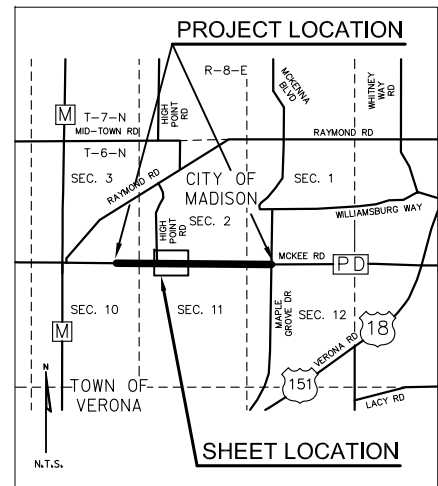 PROJECT LOCATION
R-8-E
MCKENNA
BLVD
WHITNEY
WAY
RD
M
T-7-N
HIGH
POINT
RD
MID-TOWN RD
RAYMOND RD
T-6-N
SEC. 3
RAYMOND RD
CITY OF
MADISON
SEC. 1
HIGH
POINT
RD
SEC. 2
WILLIAMSBURG WAY
MCKEE RD
PD
SEC. 10
SEC. 11
MAPLE
GROVE DR
SEC. 12
M
VERONA RD
18
151
TOWN OF
VERONA
LACY RD
N
N.T.S.
SHEET LOCATION